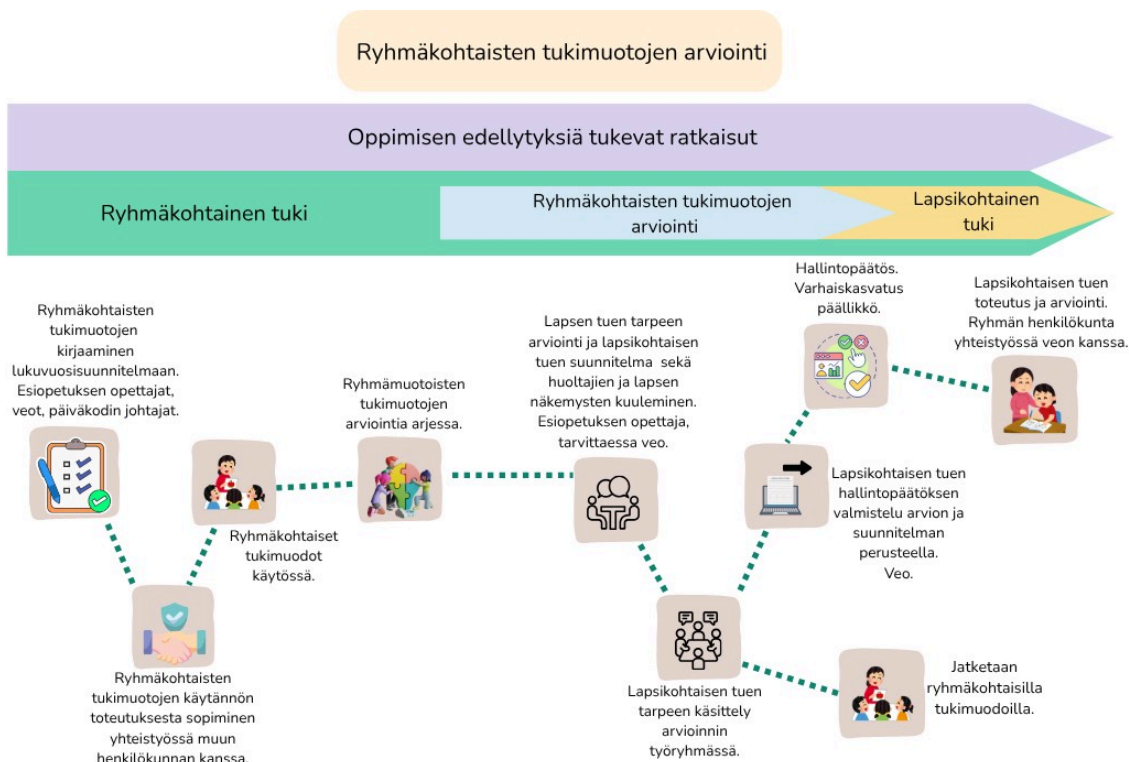 Ryhmäkohtaisten tukimuotojen arviointi
Oppimisen edellytyksiä tukevat ratkaisut
Ryhmäkohtainen tuki
Ryhmäkohtaisten tukimuotojen
arviointi
Lapsikohtainen
tuki
Ryhmäkohtaisten
tukimuotojen
kirjaaminen
lukuvuosisuunnitelmaan.
Esiopetuksen opettajat,
veot, päiväkodin johtajat.
Ryhmäkohtaisten
tukimuotojen käytännön
toteutuksesta sopiminen
yhteistyössä muun
henkilökunnan kanssa.
Ryhmäkohtaiset
tukimuodot
käytössä.
Ryhmämuotoisten
tukimuotojen
arviointia arjessa.
Lapsen tuen tarpeen
arviointi ja lapsikohtaisen
tuen suunnitelma sekä
huoltajien ja lapsen
näkemysten kuuleminen.
Esiopetuksen opettaja,
tarvittaessa veo.
Lapsikohtaisen tuen
tarpeen käsittely
arvioinnin
työryhmässä.
Lapsikohtaisen tuen
hallintopäätöksen
valmistelu arvion ja
suunnitelman
perusteella.
Veo.
Hallintopäätös.
Varhaiskasvatus
päällikkö.
Lapsikohtaisen tuen
toteutus ja arviointi.
Ryhmän henkilökunta
yhteistyössä veon kanssa.
Jatketaan
ryhmäkohtaisilla
tukimuodoilla.